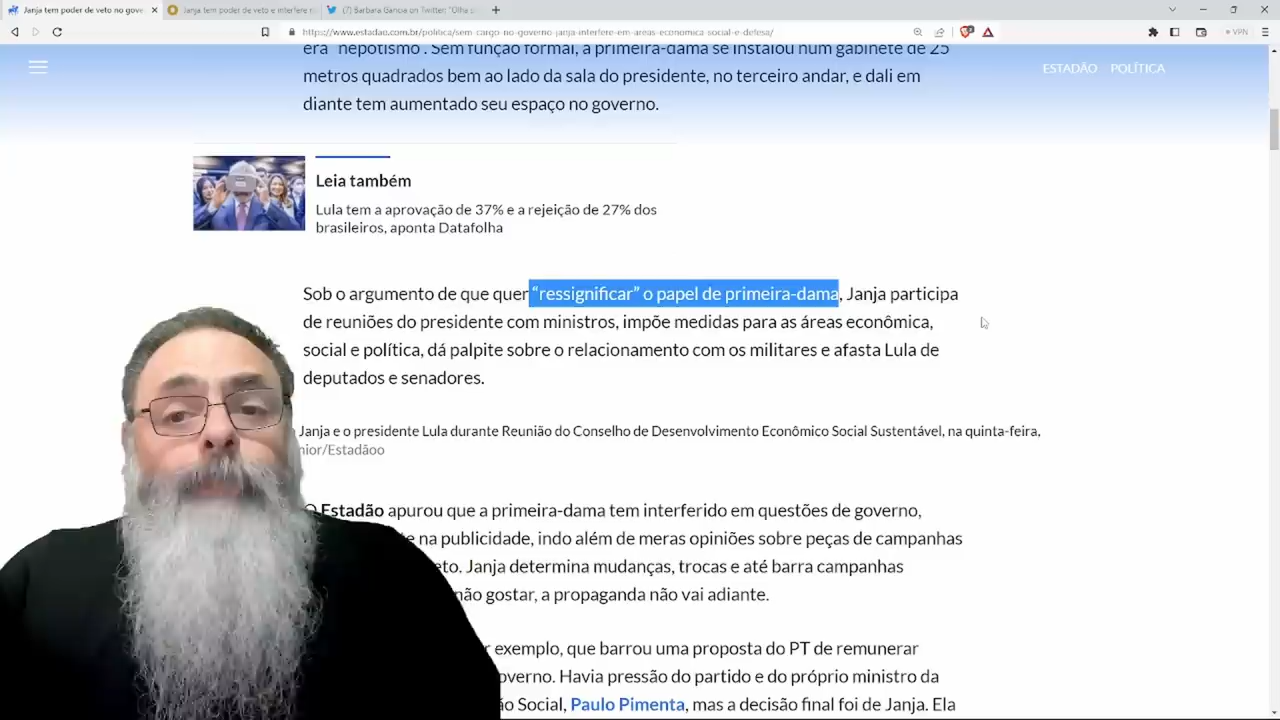 Janja tem poder de veto no gove
Janja tem poder de veto e interfere n
(7) Barbara Gancia on Twitter: "Olha s
https://www.estadao.com.br/politica/sem-cargo-no-governo-janja-interfere-em-areas-economica-social-e-defesa/
VPN
era "nepotismo". Sem função formal, a primeira-dama se instalou num gabinete de 25
ESTADÃO POLÍTICA
metros quadrados bem ao lado da sala do presidente, no terceiro andar, e dali em
diante tem aumentado seu espaço no governo.
Leia também
Lula tem a aprovação de 37% e a rejeição de 27% dos
brasileiros, aponta Datafolha
Sob o argumento de que quer “ressignificar” o papel de primeira-dama, Janja participa
de reuniões do presidente com ministros, impõe medidas para as áreas econômica,
social e política, dá palpite sobre o relacionamento com os militares e afasta Lula de
deputados e senadores.
Janja e o presidente Lula durante Reunião do Conselho de Desenvolvimento Econômico Social Sustentável, na quinta-feira,
nior/Estadãoo
O Estadão apurou que a primeira-dama tem interferido em questões de governo,
te na publicidade, indo além de meras opiniões sobre peças de campanhas
eto. Janja determina mudanças, trocas e até barra campanhas
não gostar, a propaganda não vai adiante.
r exemplo, que barrou uma proposta do PT de remunerar
overno. Havia pressão do partido e do próprio ministro da
ão Social, Paulo Pimenta, mas a decisão final foi de Janja. Ela